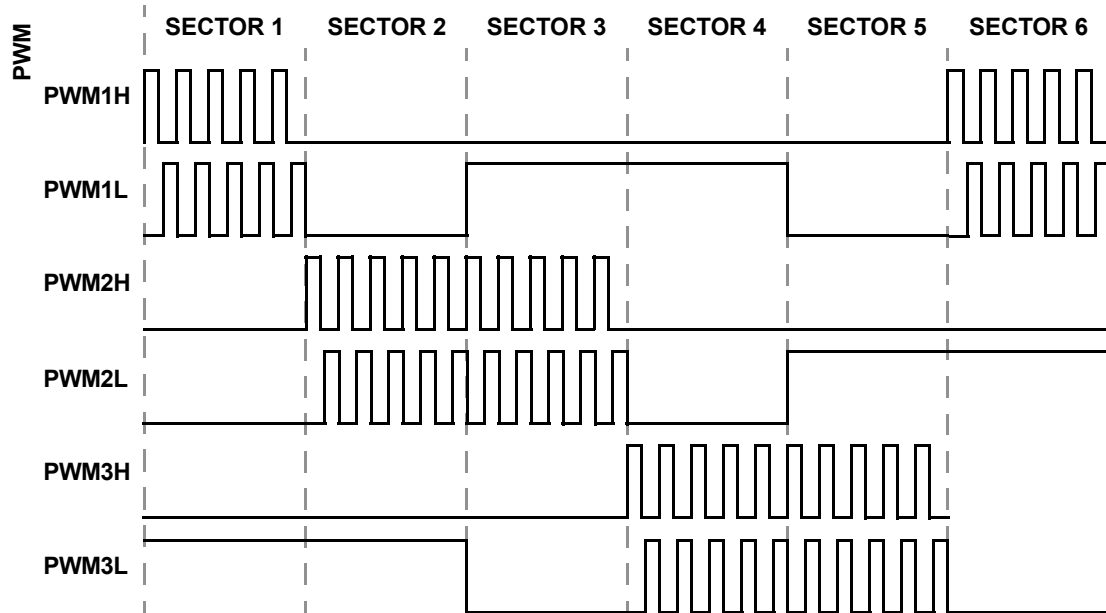 PWM
SECTOR 1 SECTOR 2 SECTOR 3 SECTOR 4 SECTOR 5 SECTOR 6
PWM1H
PWM1L
PWM2H
PWM2L
PWM3H
PWM3L